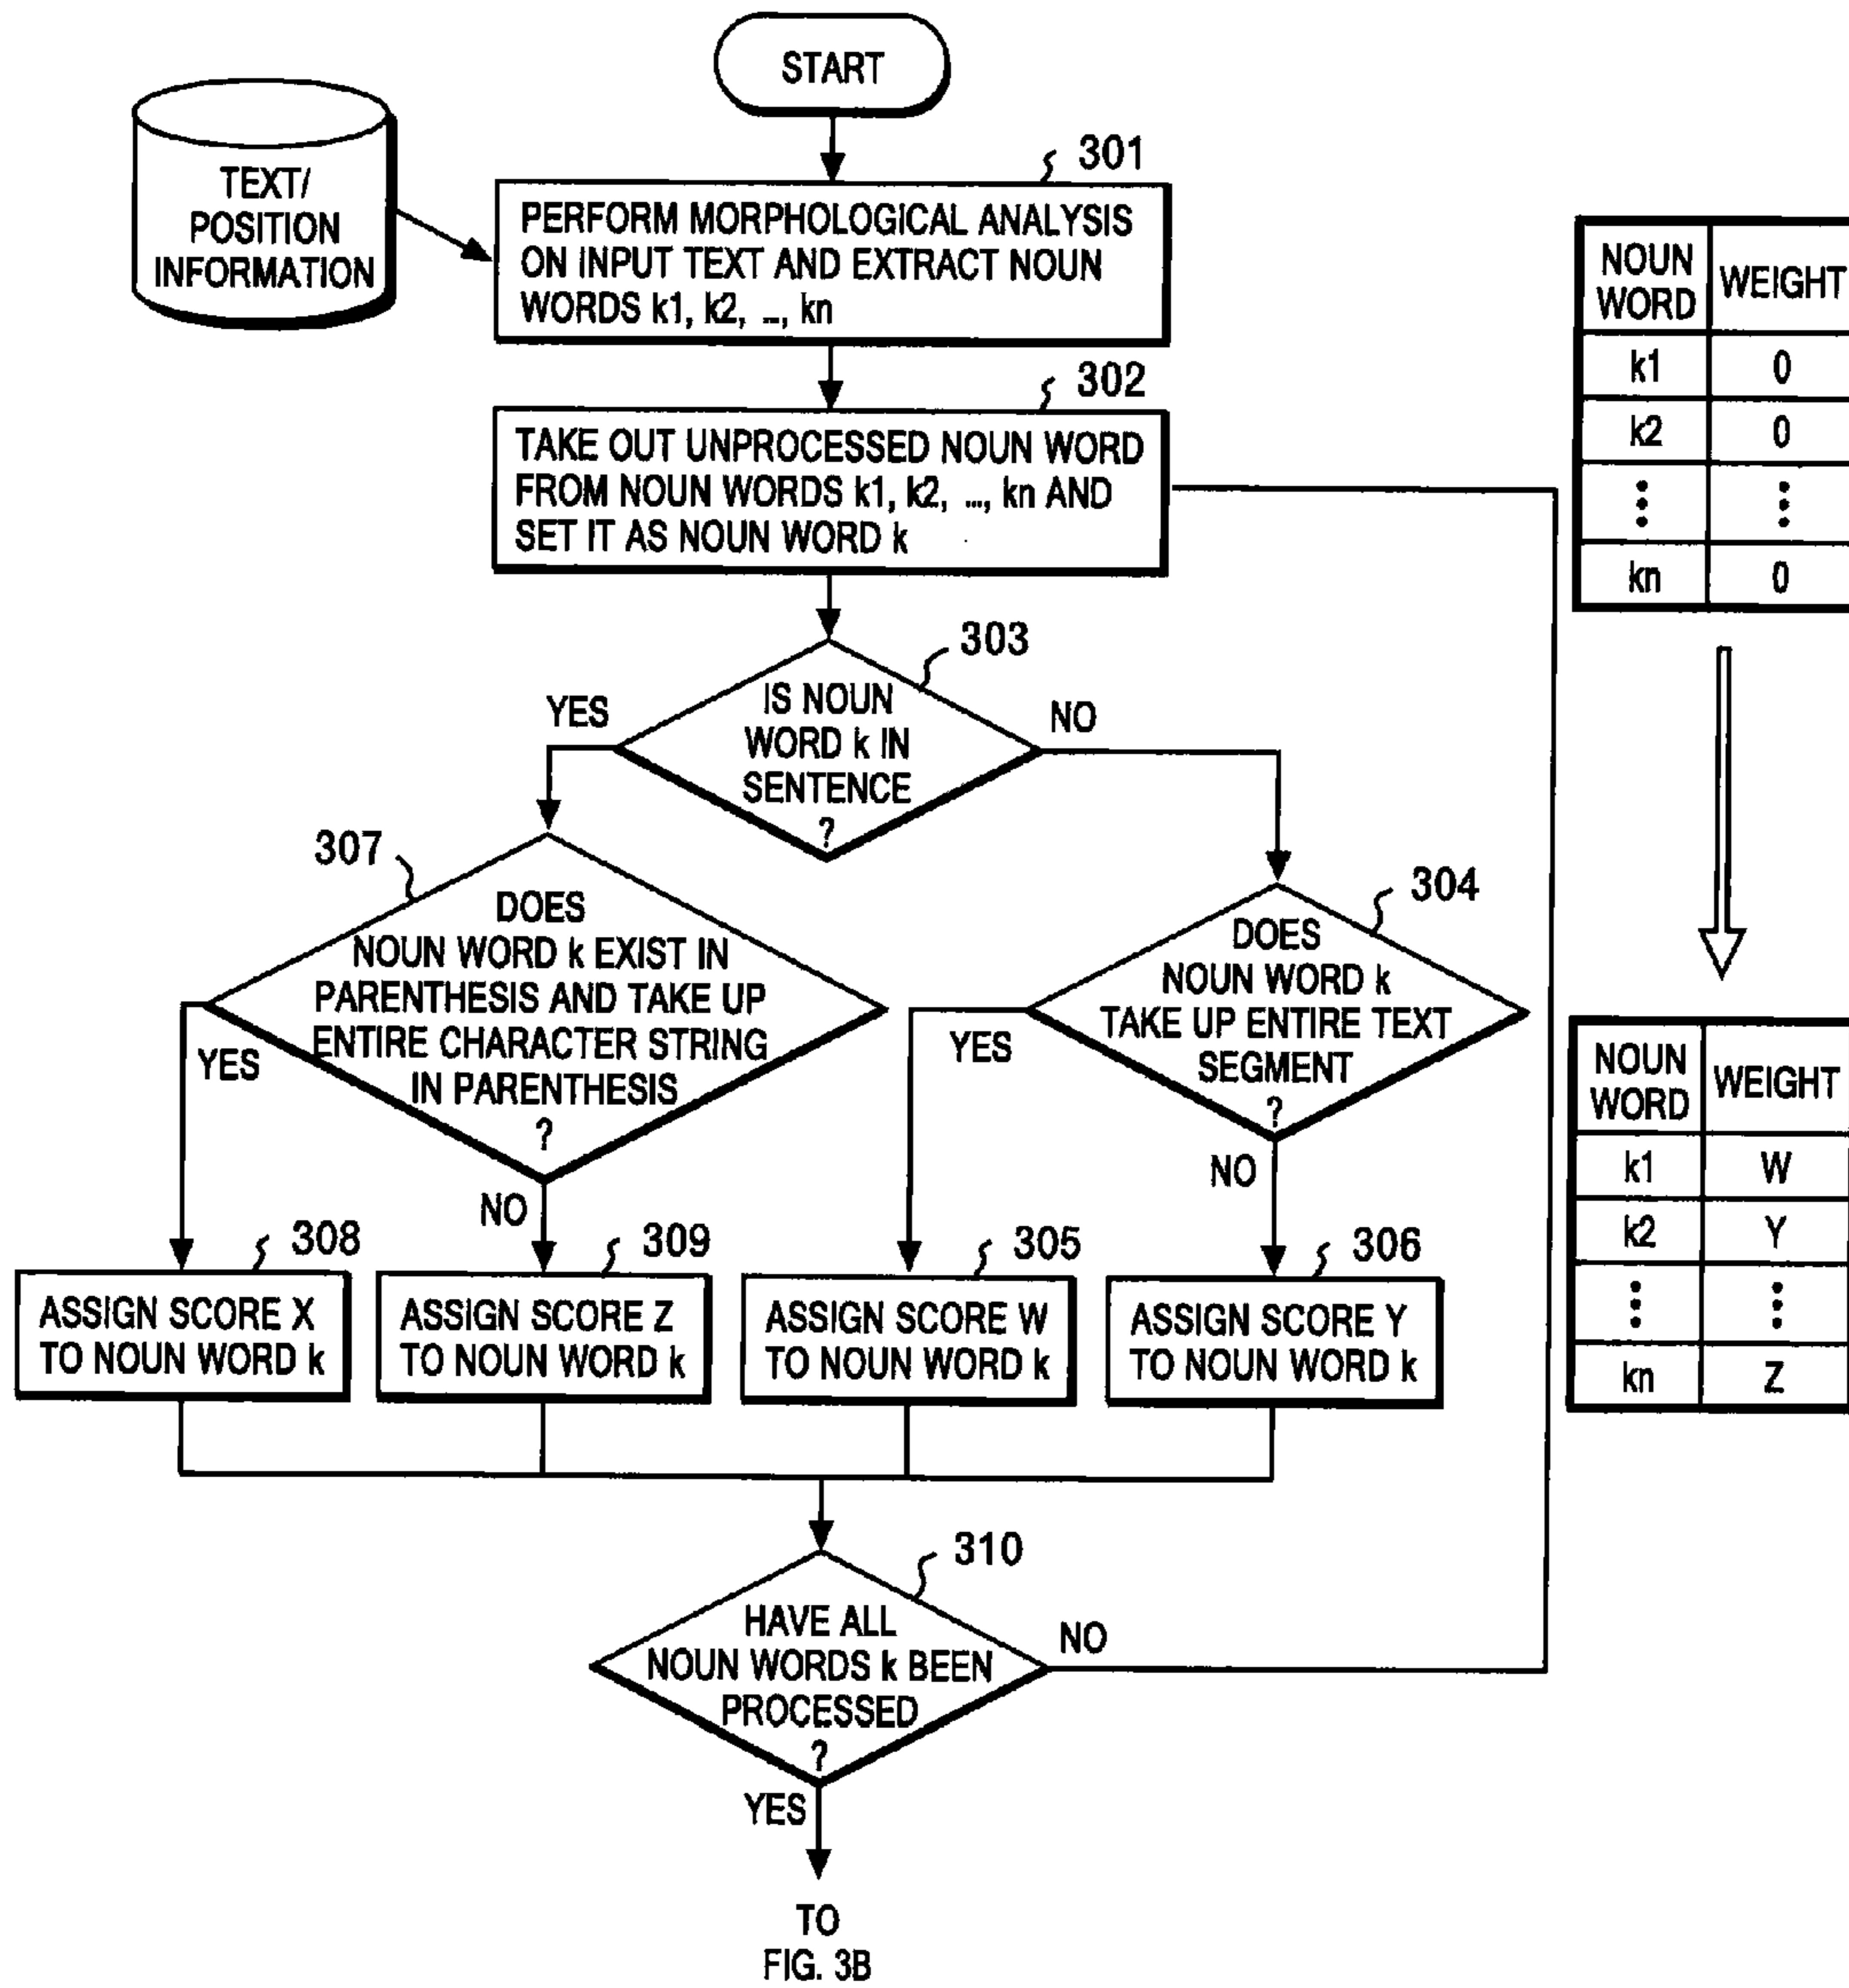 START
TEXT/
POSITION
INFORMATION
301
PERFORM MORPHOLOGICAL ANALYSIS
ON INPUT TEXT AND EXTRACT NOUN
WORDS k1, k2, ..., kn
302
TAKE OUT UNPROCESSED NOUN WORD
FROM NOUN WORDS k1, k2, ..., kn AND
SET IT AS NOUN WORD k
303
IS NOUN
WORD k IN
SENTENCE
?
YES
NO
307
DOES
NOUN WORD k EXIST IN
PARENTHESIS AND TAKE UP
ENTIRE CHARACTER STRING
IN PARENTHESIS
?
YES
NO
304
DOES
NOUN WORD k
TAKE UP ENTIRE TEXT
SEGMENT
?
YES
NO
308
ASSIGN SCORE X
TO NOUN WORD k
309
ASSIGN SCORE Z
TO NOUN WORD k
305
ASSIGN SCORE W
TO NOUN WORD k
306
ASSIGN SCORE Y
TO NOUN WORD k
310
HAVE ALL
NOUN WORDS k BEEN
PROCESSED
?
NO
YES
TO
FIG. 3B
NOUN WORD WEIGHT
k1 0
k2 0
⋮ ⋮
kn 0
NOUN WORD WEIGHT
k1 W
k2 Y
⋮ ⋮
kn Z